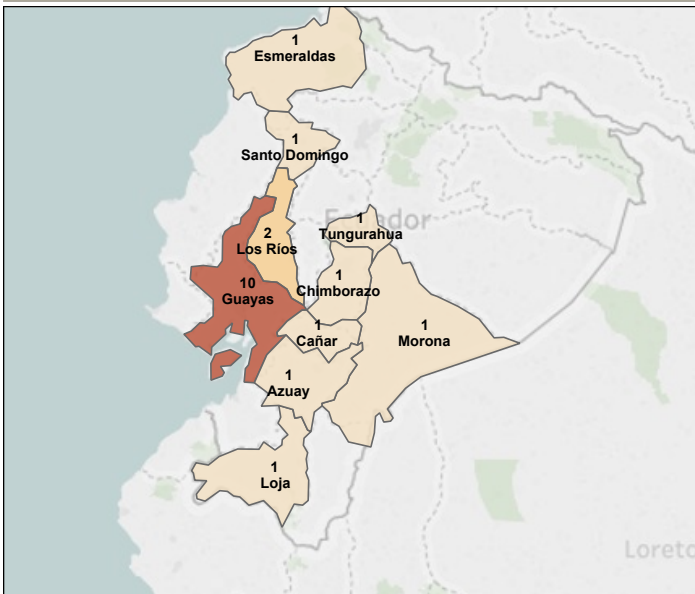 1
Esmeraldas
1
Santo Domingo
Ecuador
1
Tungurahua
2
Los Ríos
10
Guayas
1
Chimborazo
1
Cañar
1
Morona
1
Azuay
1
Loja
Loreto